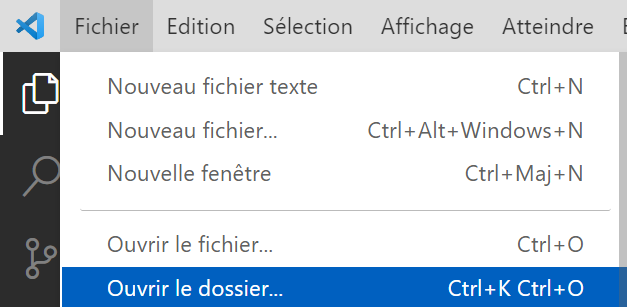 Fichier Edition Sélection Affichage Atteindre
Nouveau fichier texte Ctrl+N
Nouveau fichier... Ctrl+Alt+Windows+N
Nouvelle fenêtre Ctrl+Maj+N
Ouvrir le fichier... Ctrl+O
Ouvrir le dossier... Ctrl+K Ctrl+O